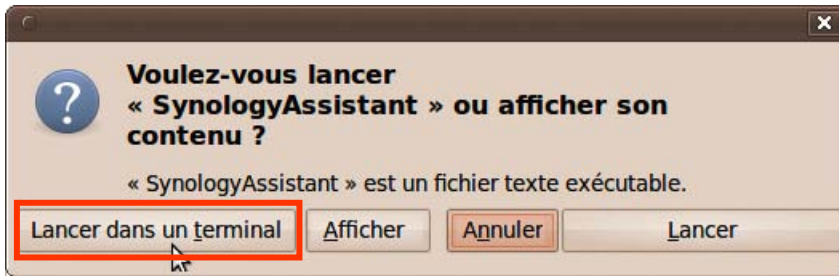 Voulez-vous lancer
« SynologyAssistant » ou afficher son
contenu ?
« SynologyAssistant » est un fichier texte exécutable.
Lancer dans un terminal Afficher Annuler Lancer